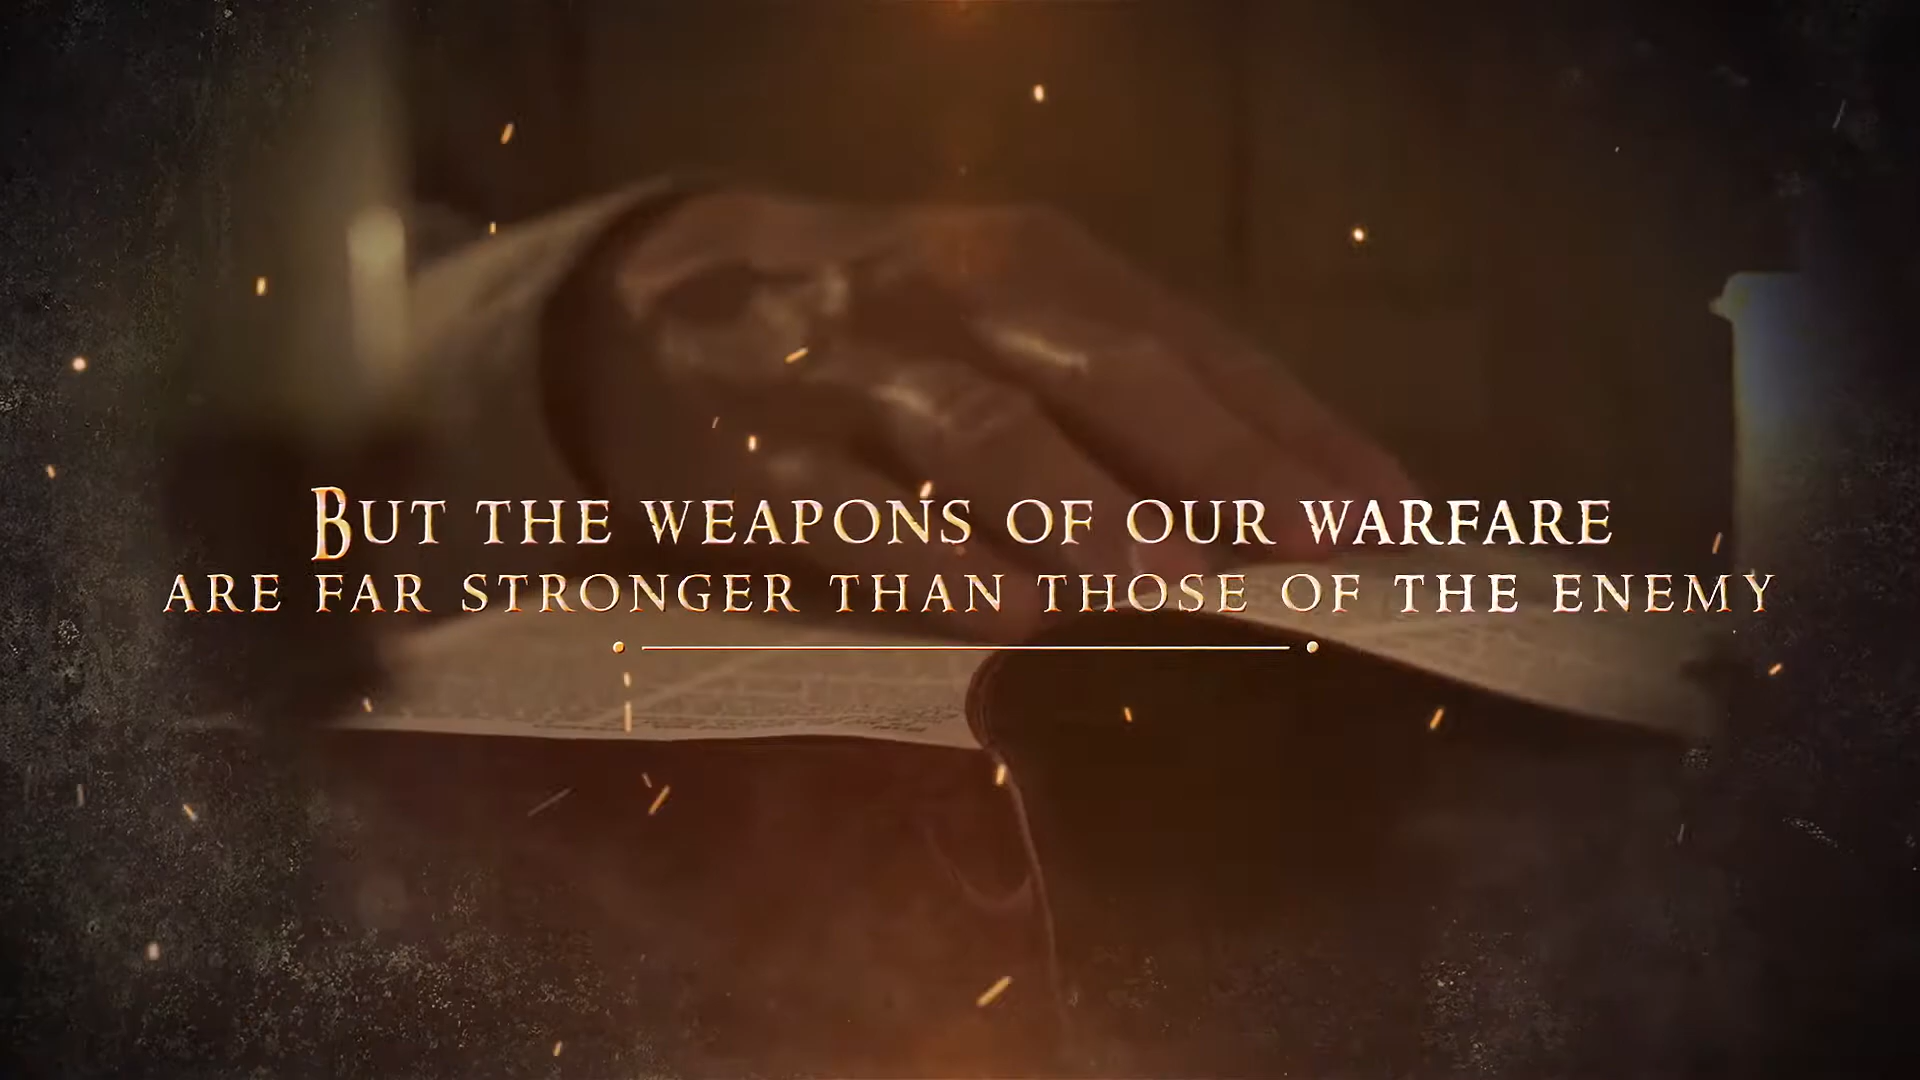 But the weapons of our warfare
are far stronger than those of the enemy